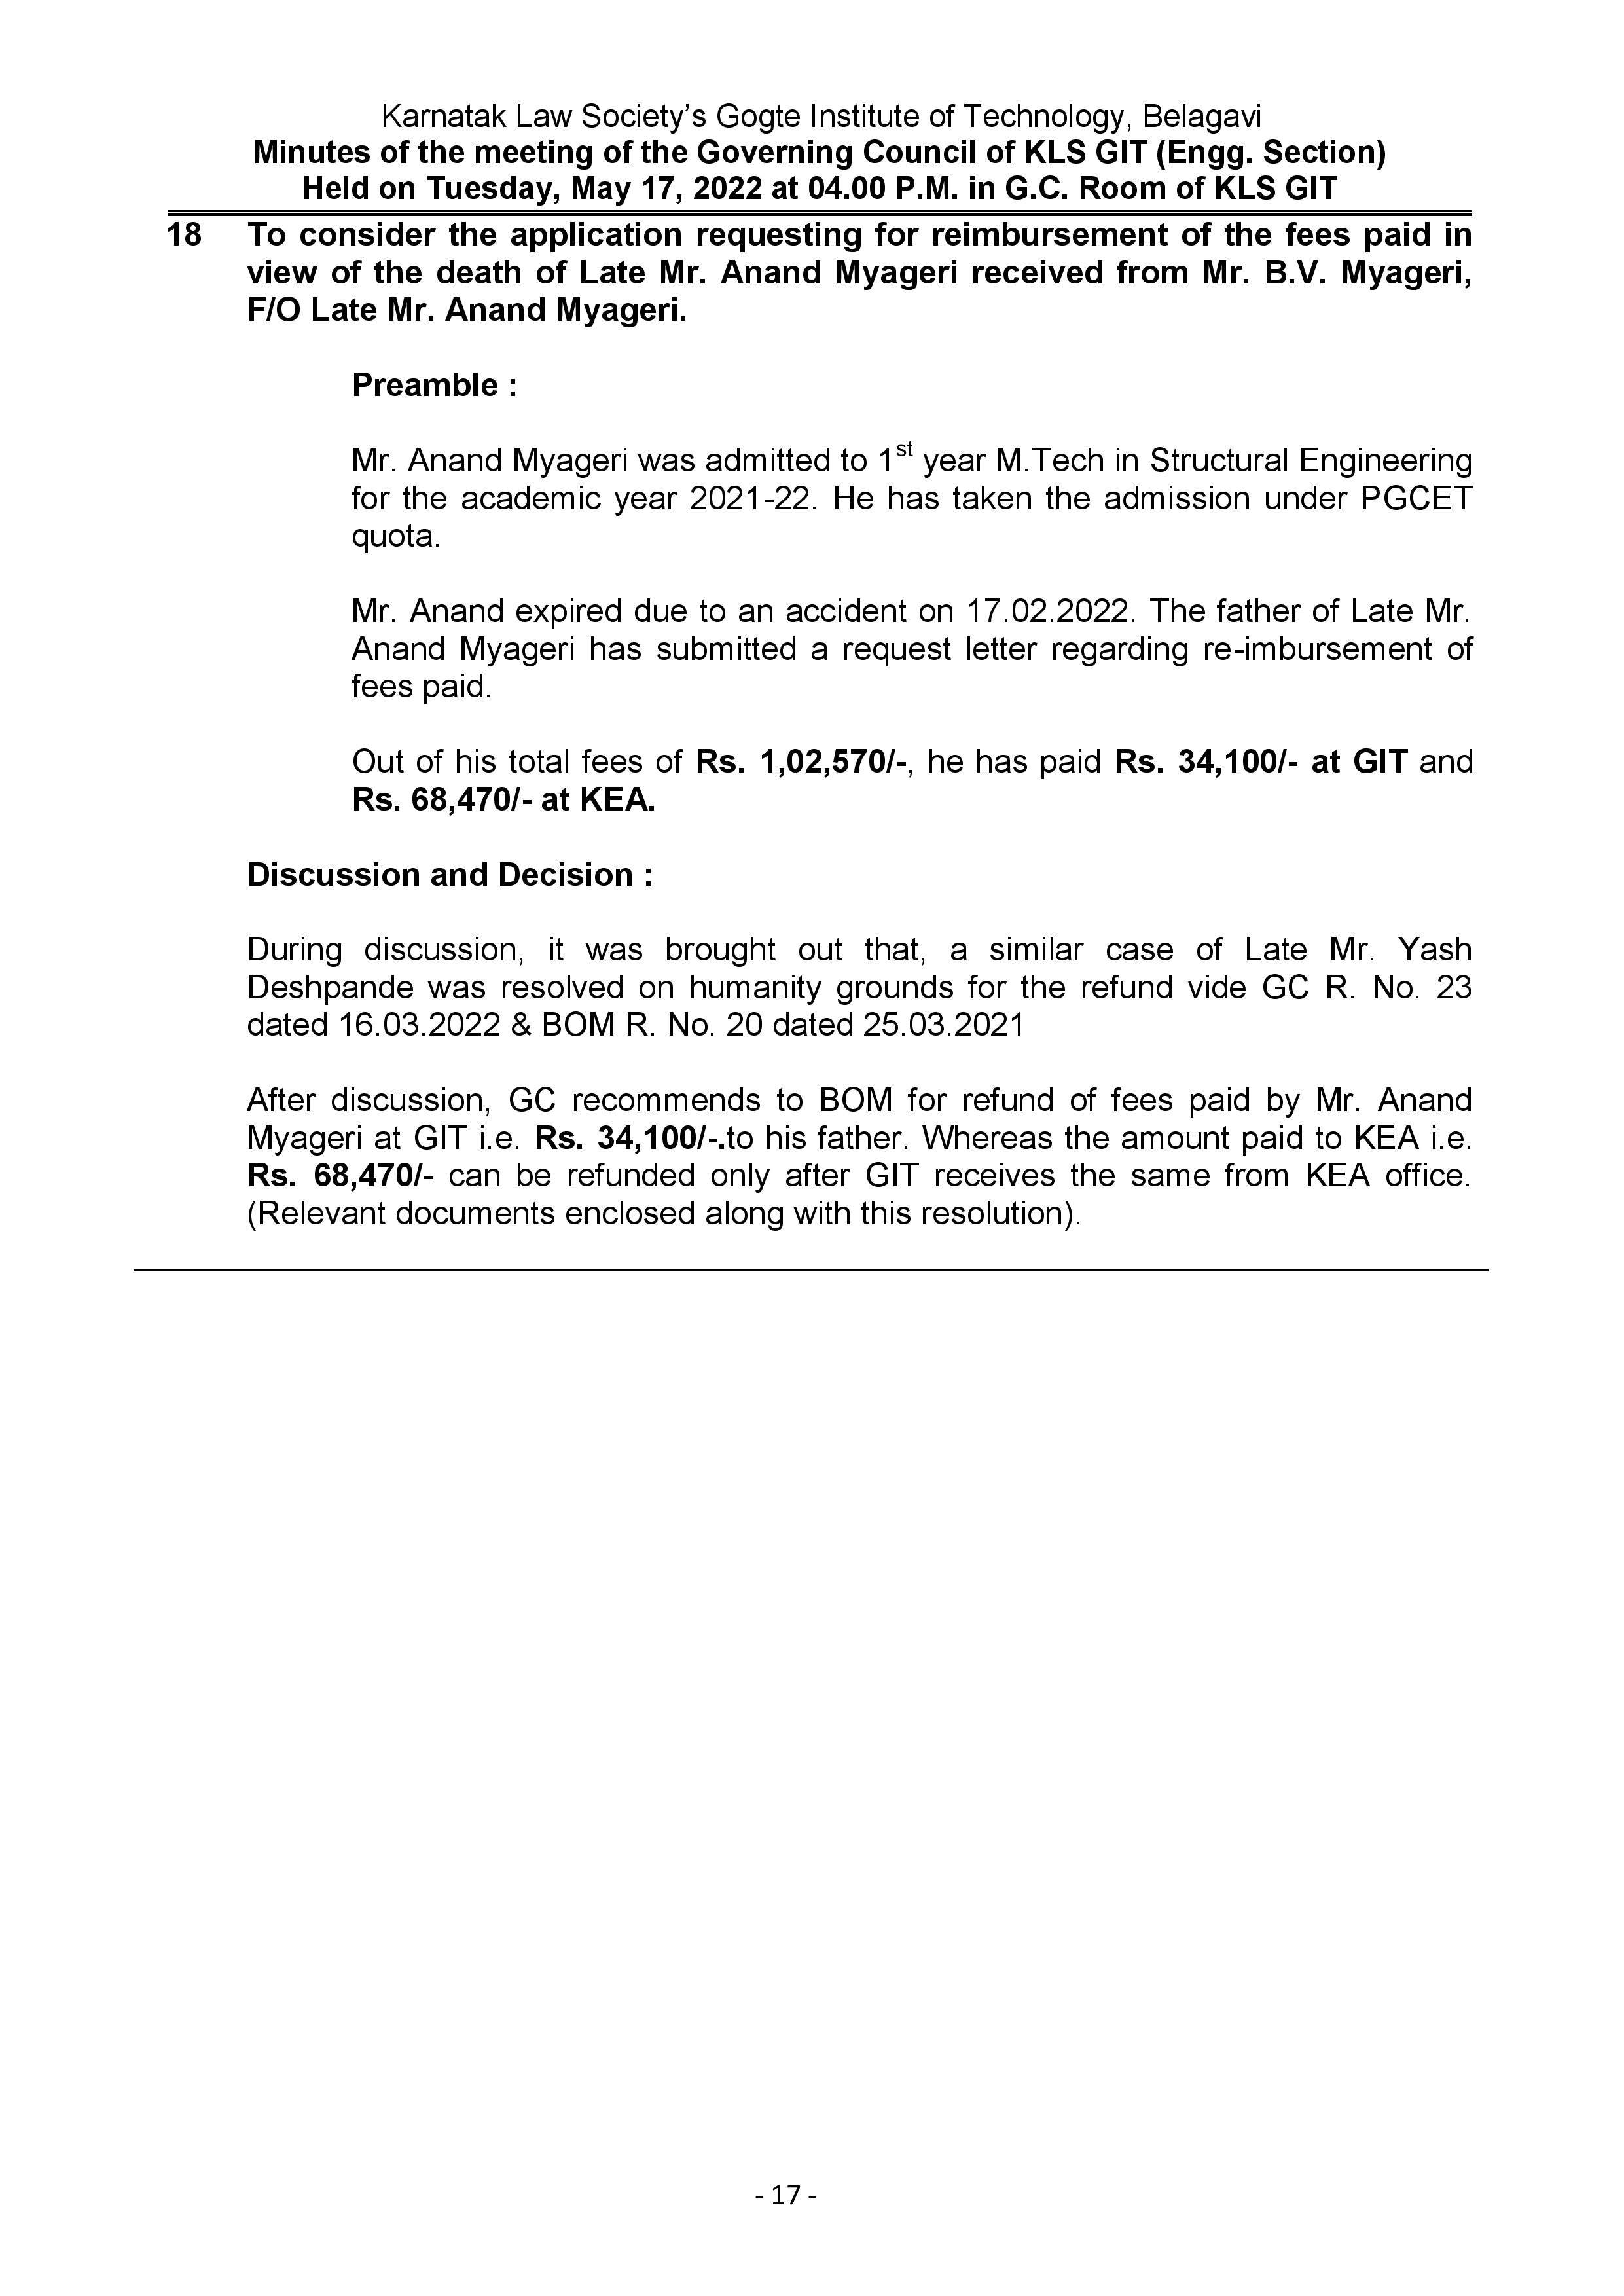 Karnatak Law Society’s Gogte Institute of Technology, Belagavi
Minutes of the meeting of the Governing Council of KLS GIT (Engg. Section)
Held on Tuesday, May 17, 2022 at 04.00 P.M. in G.C. Room of KLS GIT
18 To consider the application requesting for reimbursement of the fees paid in
view of the death of Late Mr. Anand Myageri received from Mr. B.V. Myageri,
F/O Late Mr. Anand Myageri.
Preamble :
Mr. Anand Myageri was admitted to 1st year M.Tech in Structural Engineering
for the academic year 2021-22. He has taken the admission under PGCET
quota.
Mr. Anand expired due to an accident on 17.02.2022. The father of Late Mr.
Anand Myageri has submitted a request letter regarding re-imbursement of
fees paid.
Out of his total fees of Rs. 1,02,570/-, he has paid Rs. 34,100/- at GIT and
Rs. 68,470/- at KEA.
Discussion and Decision :
During discussion, it was brought out that, a similar case of Late Mr. Yash
Deshpande was resolved on humanity grounds for the refund vide GC R. No. 23
dated 16.03.2022 & BOM R. No. 20 dated 25.03.2021
After discussion, GC recommends to BOM for refund of fees paid by Mr. Anand
Myageri at GIT i.e. Rs. 34,100/-.to his father. Whereas the amount paid to KEA i.e.
Rs. 68,470/- can be refunded only after GIT receives the same from KEA office.
(Relevant documents enclosed along with this resolution).
- 17 -